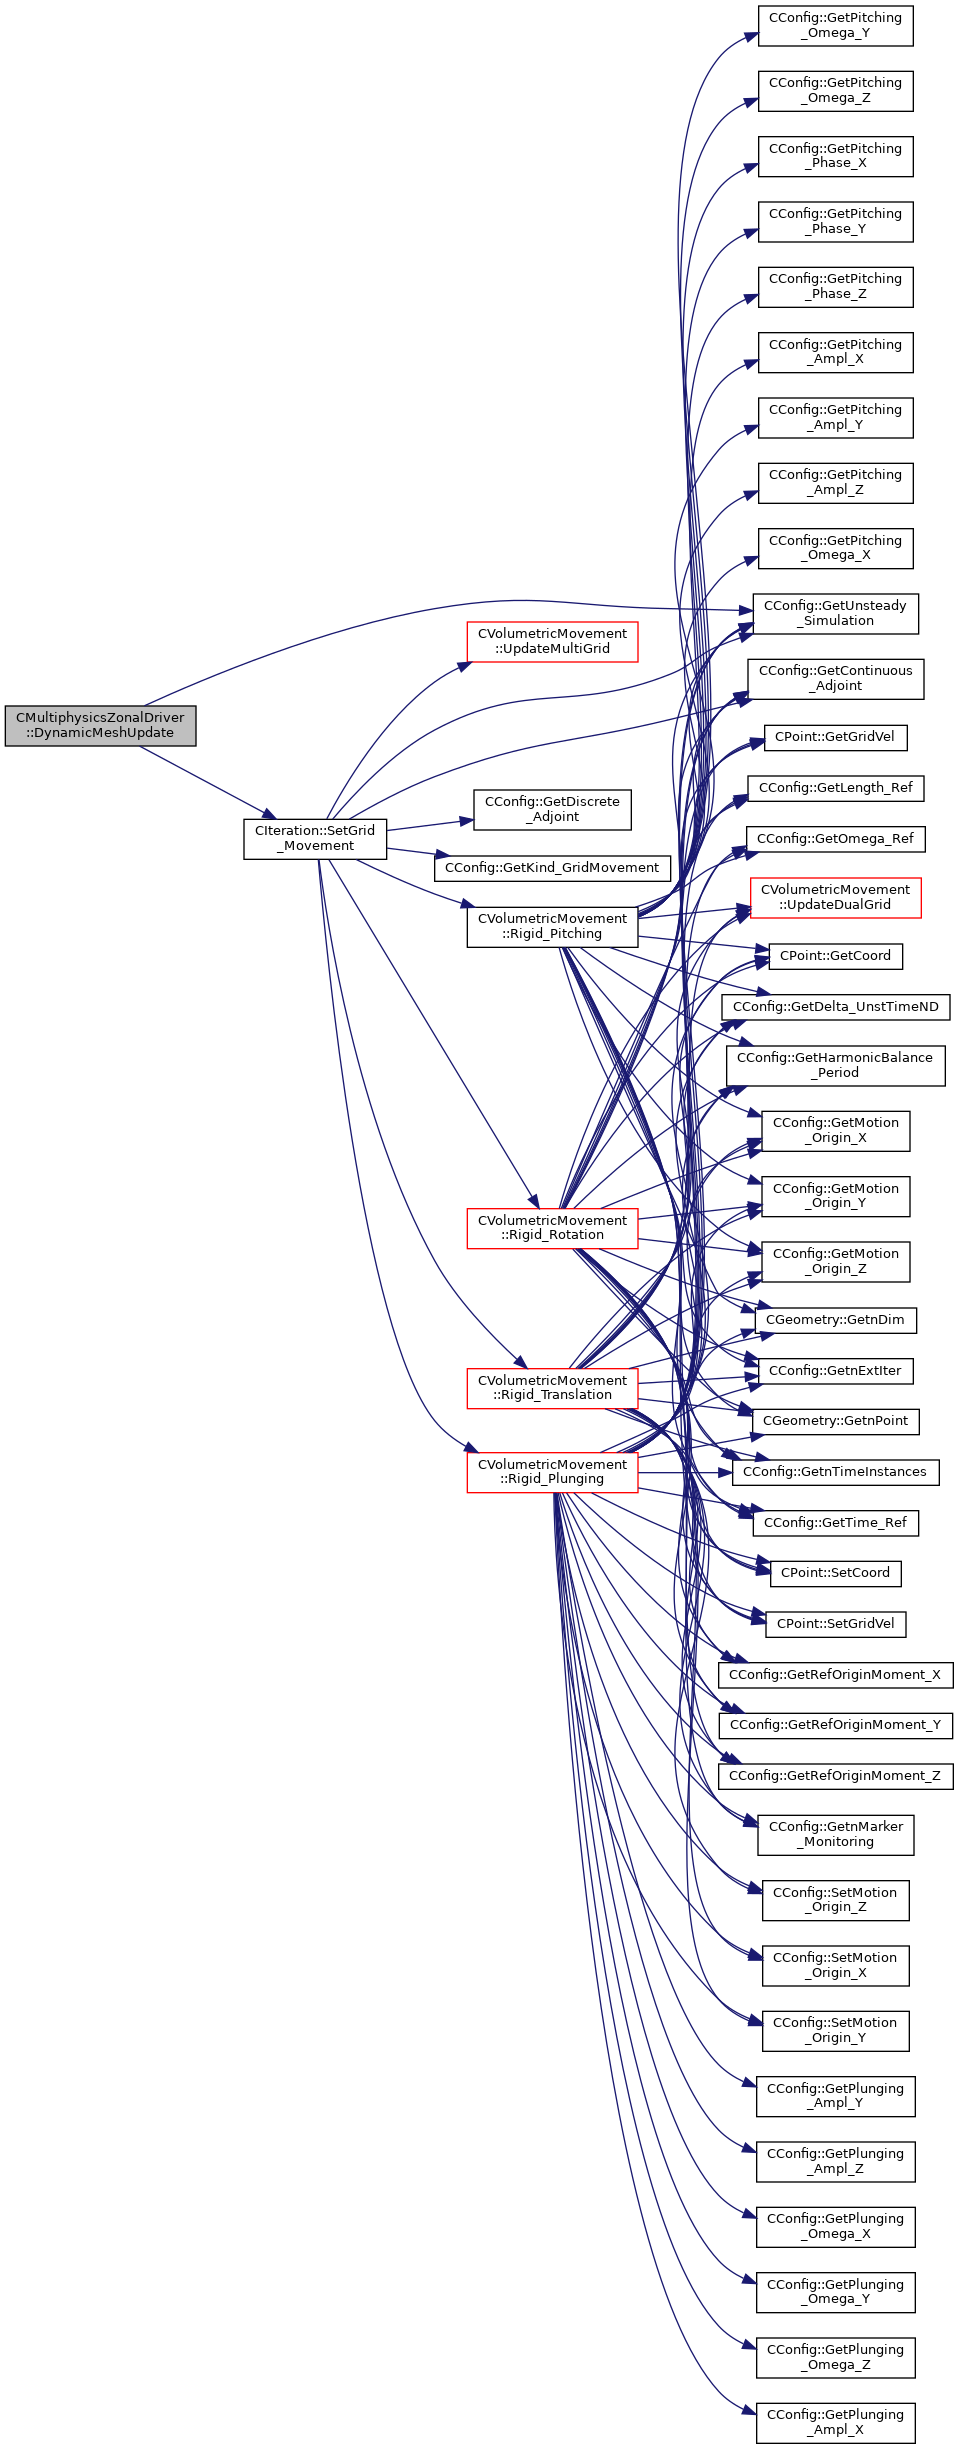 CMultiphysicsZonalDriver
::DynamicMeshUpdate
CIteration::SetGrid
_Movement
CVolumetricMovement
::UpdateMultiGrid
CConfig::GetDiscrete
_Adjoint
CConfig::GetKind_GridMovement
CVolumetricMovement
::Rigid_Pitching
CVolumetricMovement
::Rigid_Rotation
CVolumetricMovement
::Rigid_Translation
CVolumetricMovement
::Rigid_Plunging
CConfig::GetPitching
_Omega_Y
CConfig::GetPitching
_Omega_Z
CConfig::GetPitching
_Phase_X
CConfig::GetPitching
_Phase_Y
CConfig::GetPitching
_Phase_Z
CConfig::GetPitching
_Ampl_X
CConfig::GetPitching
_Ampl_Y
CConfig::GetPitching
_Ampl_Z
CConfig::GetPitching
_Omega_X
CConfig::GetUnsteady
_Simulation
CConfig::GetContinuous
_Adjoint
CPoint::GetGridVel
CConfig::GetLength_Ref
CConfig::GetOmega_Ref
CVolumetricMovement
::UpdateDualGrid
CPoint::GetCoord
CConfig::GetDelta_UnstTimeND
CConfig::GetHarmonicBalance
_Period
CConfig::GetMotion
_Origin_X
CConfig::GetMotion
_Origin_Y
CConfig::GetMotion
_Origin_Z
CGeometry::GetnDim
CConfig::GetnExtIter
CGeometry::GetnPoint
CConfig::GetnTimeInstances
CConfig::GetTime_Ref
CPoint::SetCoord
CPoint::SetGridVel
CConfig::GetRefOriginMoment_X
CConfig::GetRefOriginMoment_Y
CConfig::GetRefOriginMoment_Z
CConfig::GetnMarker
_Monitoring
CConfig::SetMotion
_Origin_Z
CConfig::SetMotion
_Origin_X
CConfig::SetMotion
_Origin_Y
CConfig::GetPlunging
_Ampl_Y
CConfig::GetPlunging
_Ampl_Z
CConfig::GetPlunging
_Omega_X
CConfig::GetPlunging
_Omega_Y
CConfig::GetPlunging
_Omega_Z
CConfig::GetPlunging
_Ampl_X